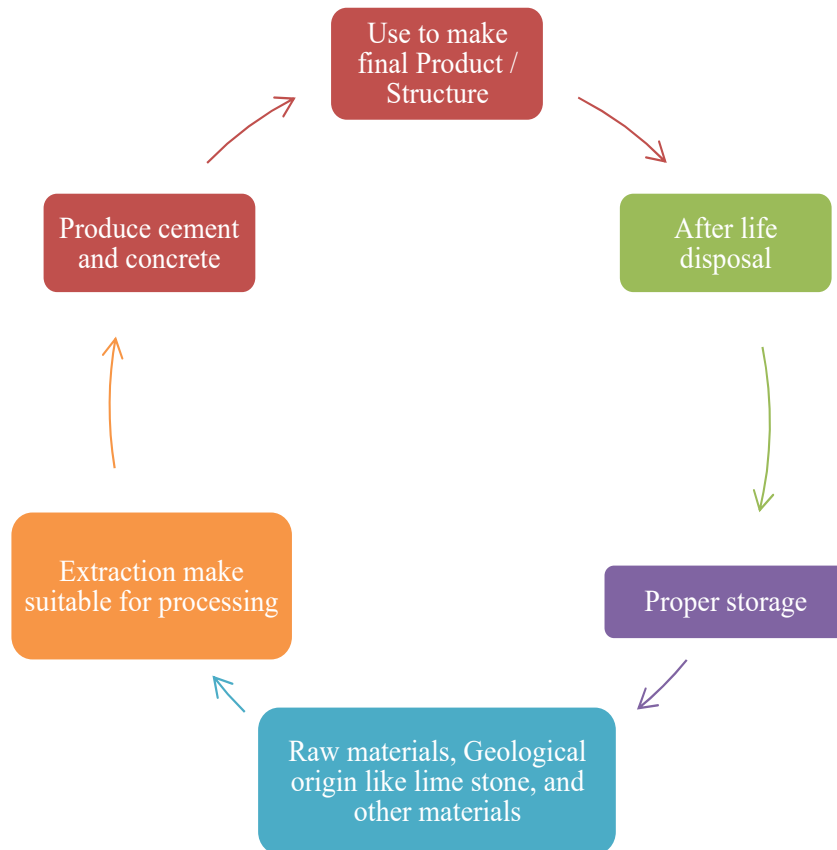 Use to make
final Product /
Structure
After life
disposal
Proper storage
Raw materials, Geological
origin like lime stone, and
other materials
Extraction make
suitable for processing
Produce cement
and concrete